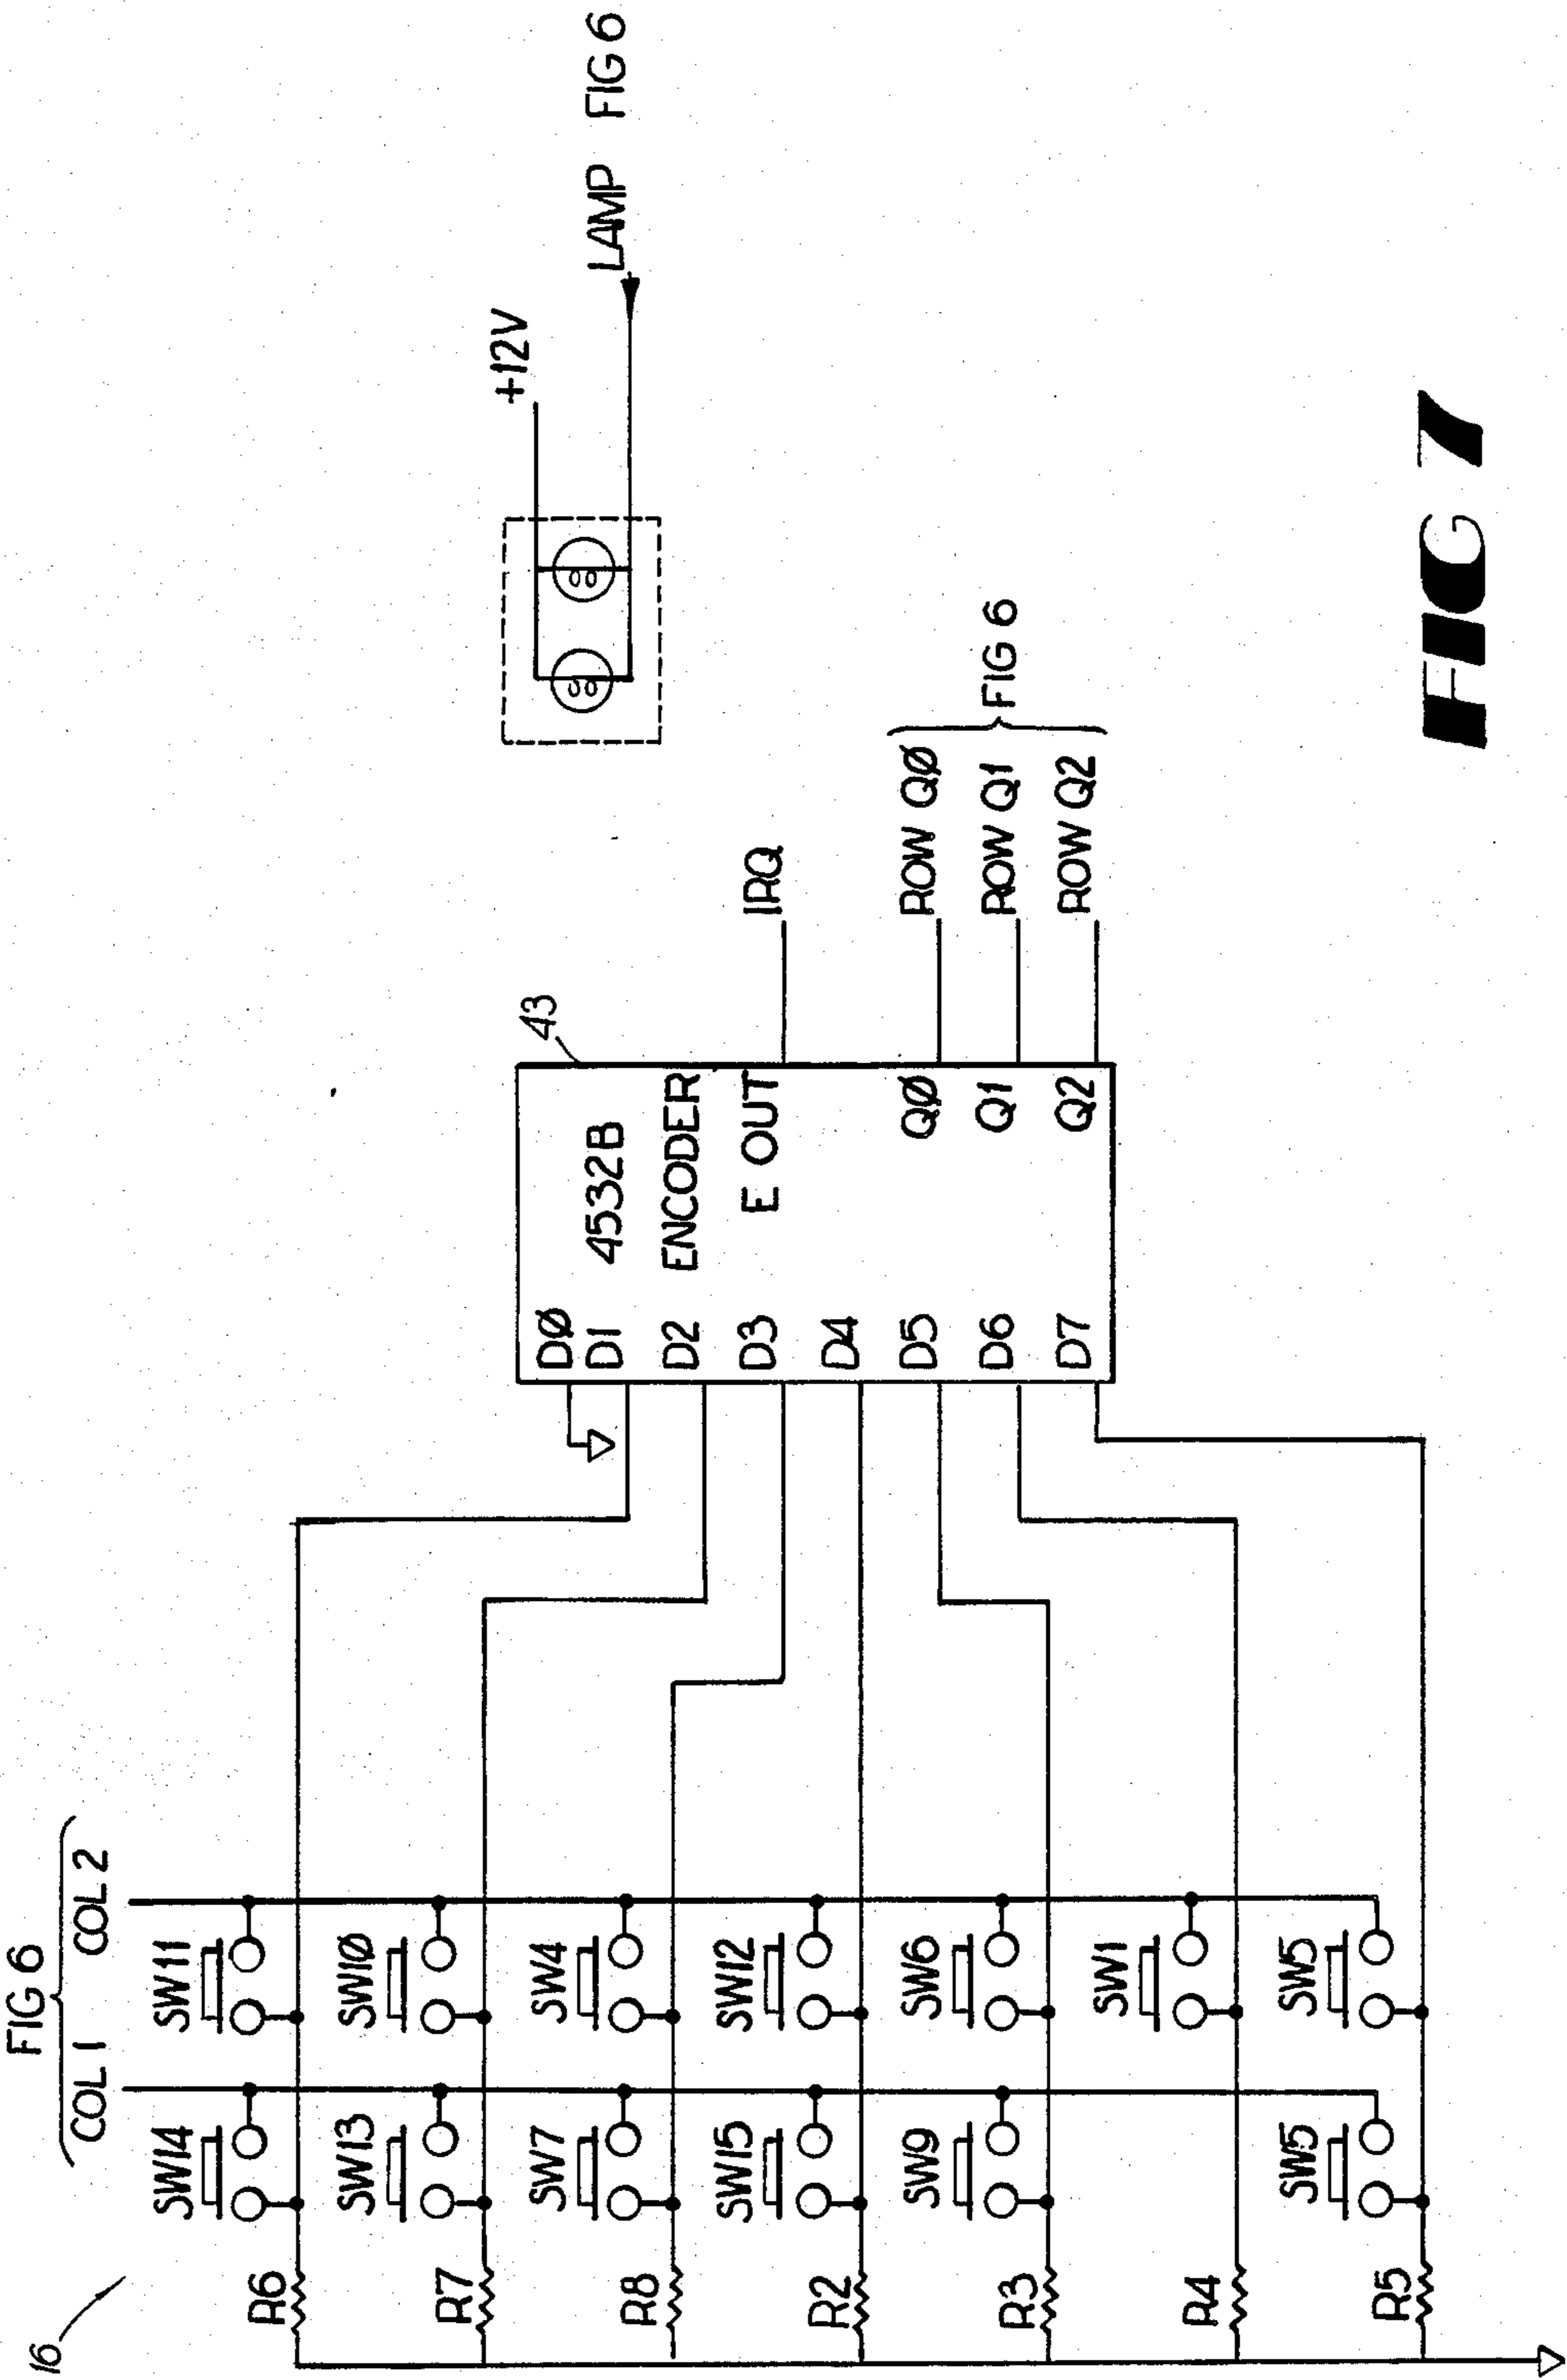 16
FIG 6
COL 1 COL 2
SW14 SW11
R6
SW13 SW10
R7
SW7 SW4
R8
SW15 SW12
R2
SW9 SW6
R3
SW1
R4
SW5 SW5
R5
43
DØ
D1 4532B
D2 ENCODER
D3 E OUT IRQ
D4
D5 QØ ROW QØ
D6 Q1 ROW Q1 FIG 6
D7 Q2 ROW Q2
+12V
LAMP FIG 6
FIG 7